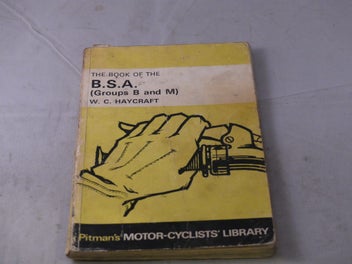 THE BOOK OF THE
B.S.A.
(Groups B and M)
W. C. HAYCRAFT
Pitman's MOTOR-CYCLISTS' LIBRARY